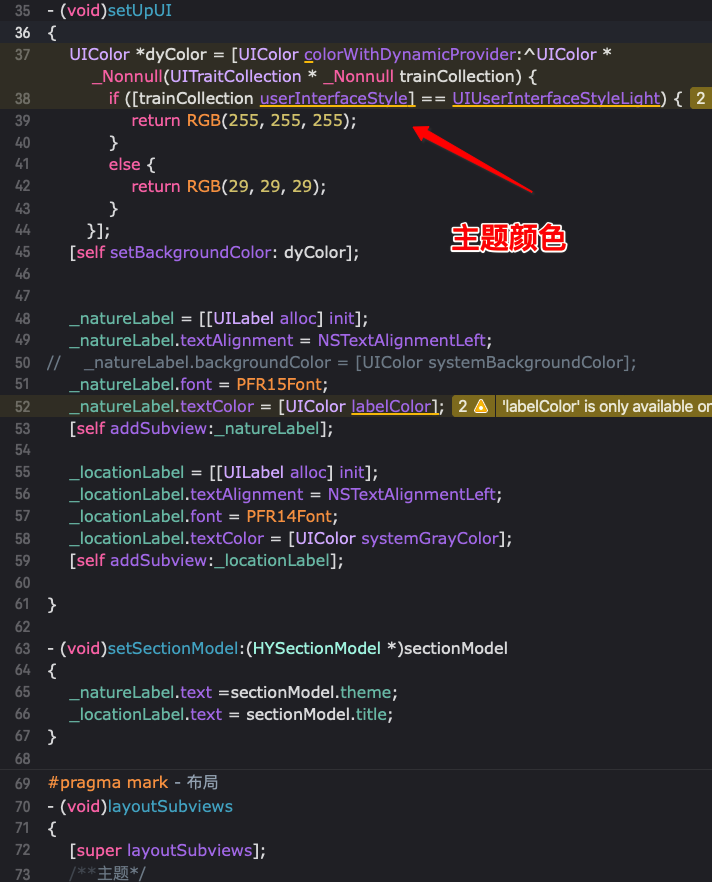 35 - (void)setUpUI
36 {
37 UIColor *dyColor = [UIColor colorWithDynamicProvider:^UIColor *
_Nonnull(UITraitCollection * _Nonnull trainCollection) {
38 if ([trainCollection userInterfaceStyle] == UIUserInterfaceStyleLight) { 2
39 return RGB(255, 255, 255);
40 }
41 else {
42 return RGB(29, 29, 29);
43 }
44 }];
45 [self setBackgroundColor: dyColor];
主题颜色
46
47
48 _natureLabel = [[UILabel alloc] init];
49 _natureLabel.textAlignment = NSTextAlignmentLeft;
50 // _natureLabel.backgroundColor = [UIColor systemBackgroundColor];
51 _natureLabel.font = PFR15Font;
52 _natureLabel.textColor = [UIColor labelColor]; 2 'labelColor' is only available on
53 [self addSubview:_natureLabel];
54
55 _locationLabel = [[UILabel alloc] init];
56 _locationLabel.textAlignment = NSTextAlignmentLeft;
57 _locationLabel.font = PFR14Font;
58 _locationLabel.textColor = [UIColor systemGrayColor];
59 [self addSubview:_locationLabel];
60
61 }
62
63 - (void)setSectionModel:(HYSectionModel *)sectionModel
64 {
65 _natureLabel.text =sectionModel.theme;
66 _locationLabel.text = sectionModel.title;
67 }
68
69 #pragma mark - 布局
70 - (void)layoutSubviews
71 {
72 [super layoutSubviews];
73 /**主题*/